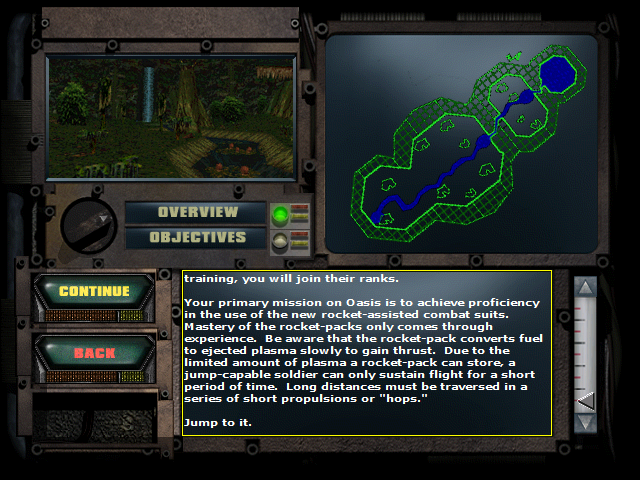 OVERVIEW
OBJECTIVES
CONTINUE
BACK
training, you will join their ranks.
Your primary mission on Oasis is to achieve proficiency
in the use of the new rocket-assisted combat suits.
Mastery of the rocket-packs only comes through
experience.  Be aware that the rocket-pack converts fuel
to ejected plasma slowly to gain thrust.  Due to the
limited amount of plasma a rocket-pack can store, a
jump-capable soldier can only sustain flight for a short
period of time.  Long distances must be traversed in a
series of short propulsions or "hops."
Jump to it.